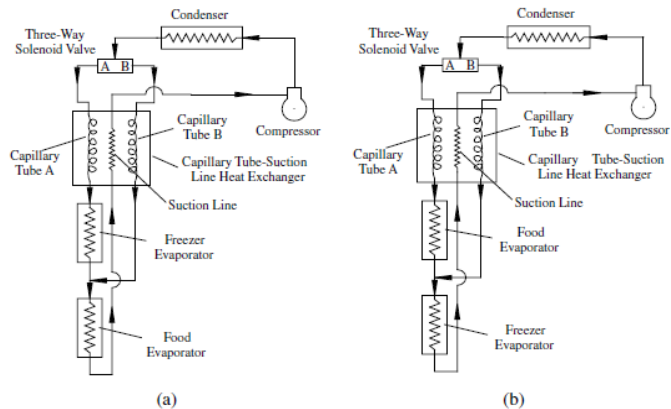 Condenser
Three-Way
Solenoid Valve
A B
Compressor
Capillary
Tube B
Capillary
Tube A
Capillary Tube-Suction
Line Heat Exchanger
Suction Line
Freezer
Evaporator
Food
Evaporator
(a)
Condenser
Three-Way
Solenoid Valve
A B
Compressor
Capillary
Tube B
Capillary
Tube A
Capillary Tube-Suction
Line Heat Exchanger
Suction Line
Food
Evaporator
Freezer
Evaporator
(b)